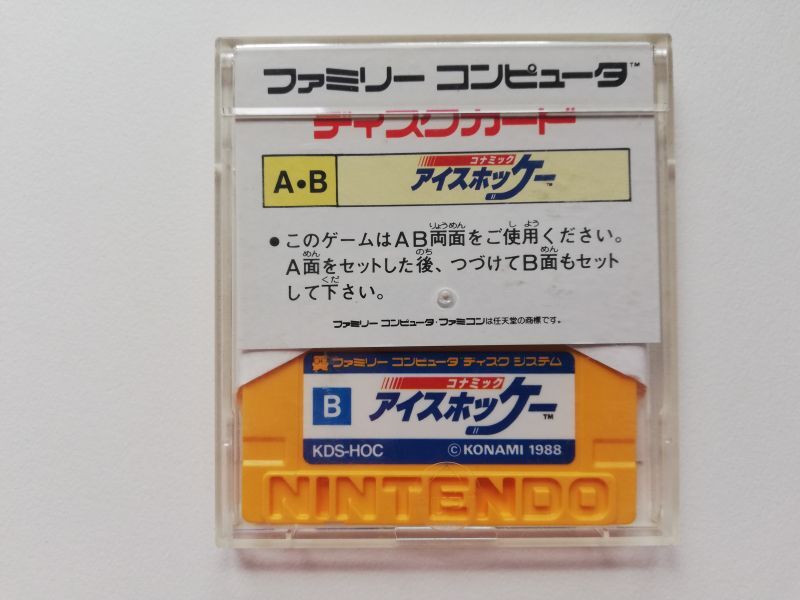 ファミリー コンピュータ™
ディスクカード
A・B
コナミック
アイスホッケー™
●このゲームはAB両面をご使用ください。
A面をセットした後、つづけてB面もセット
して下さい。
ファミリー コンピュータ・ファミコンは任天堂の商標です。
ファミリー コンピュータ ディスク システム
B
コナミック
アイスホッケー™
KDS-HOC ©KONAMI 1988
NINTENDO